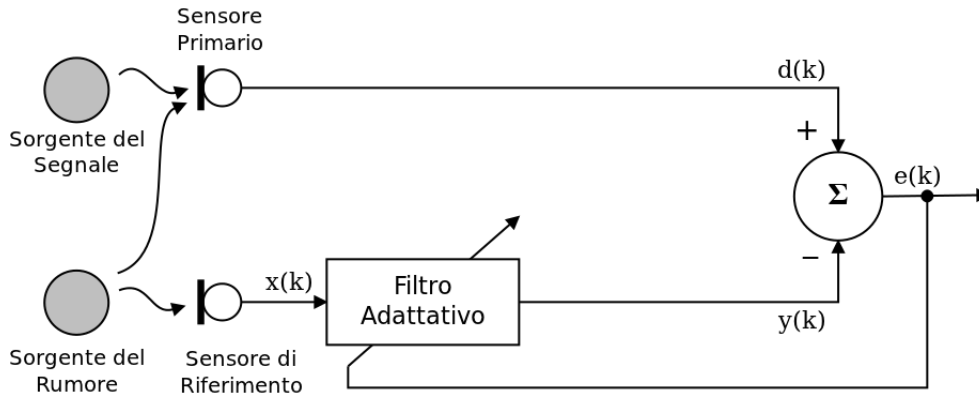 Sensore
Primario
d(k)
+
Sorgente del
Segnale
Σ
e(k)
x(k)
Filtro
Adattativo
−
y(k)
Sorgente del
Rumore
Sensore di
Riferimento